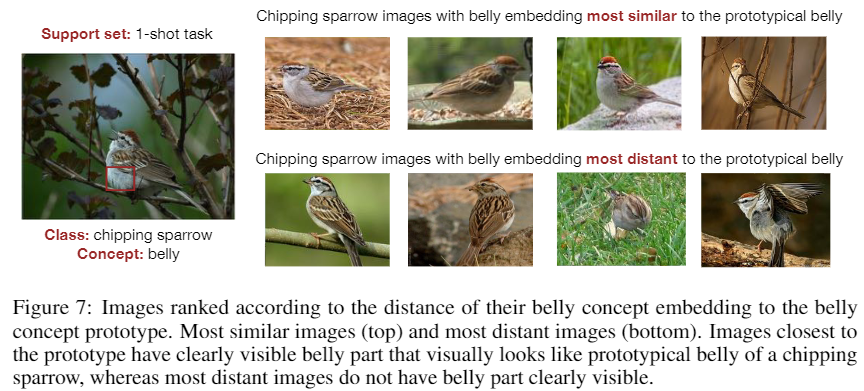 Chipping sparrow images with belly embedding most similar to the prototypical belly
Support set: 1-shot task
Chipping sparrow images with belly embedding most distant to the prototypical belly
Class: chipping sparrow
Concept: belly
Figure 7: Images ranked according to the distance of their belly concept embedding to the belly
concept prototype. Most similar images (top) and most distant images (bottom). Images closest to
the prototype have clearly visible belly part that visually looks like prototypical belly of a chipping
sparrow, whereas most distant images do not have belly part clearly visible.